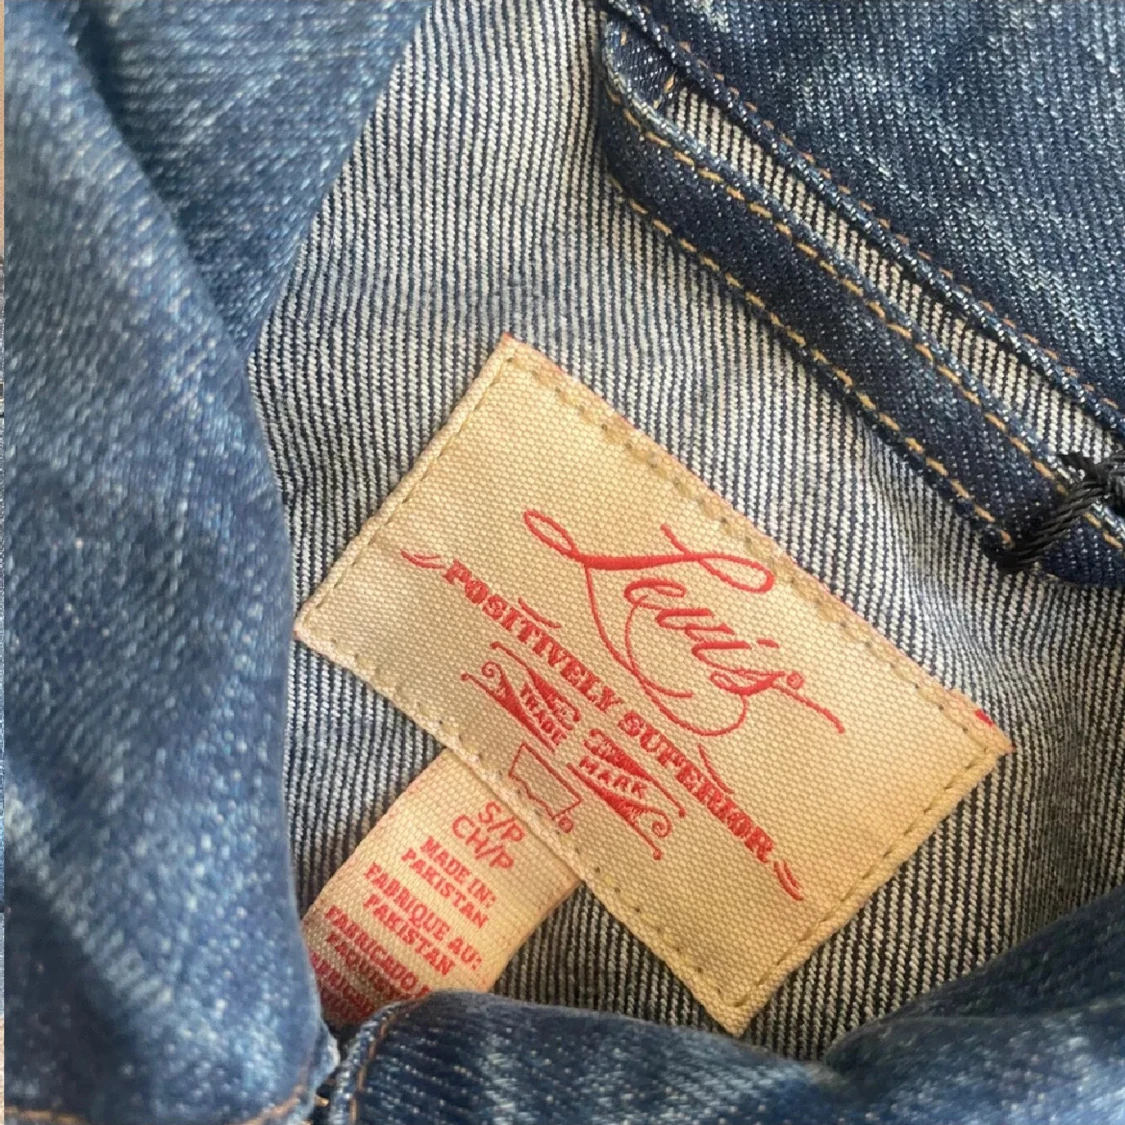 Levi's®
POSITIVELY SUPERIOR
TRADE MARK
S/P
CH/P
MADE IN:
PAKISTAN
FABRIQUE AU:
PAKISTAN